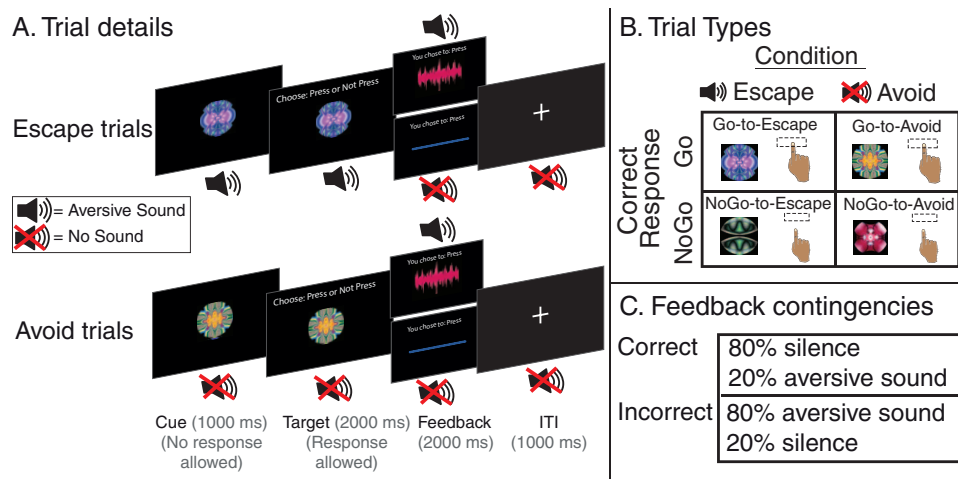 A. Trial details
Escape trials
Choose: Press or Not Press
You chose to: Press
You chose to: Press
= Aversive Sound
= No Sound
Avoid trials
Choose: Press or Not Press
You chose to: Press
You chose to: Press
Cue (1000 ms)
(No response
allowed)
Target (2000 ms)
(Response
allowed)
Feedback
(2000 ms)
ITI
(1000 ms)
B. Trial Types
Condition
Escape
Avoid
Correct
Response
Go
NoGo
Go-to-Escape
Go-to-Avoid
NoGo-to-Escape
NoGo-to-Avoid
C. Feedback contingencies
Correct
80% silence
20% aversive sound
Incorrect
80% aversive sound
20% silence